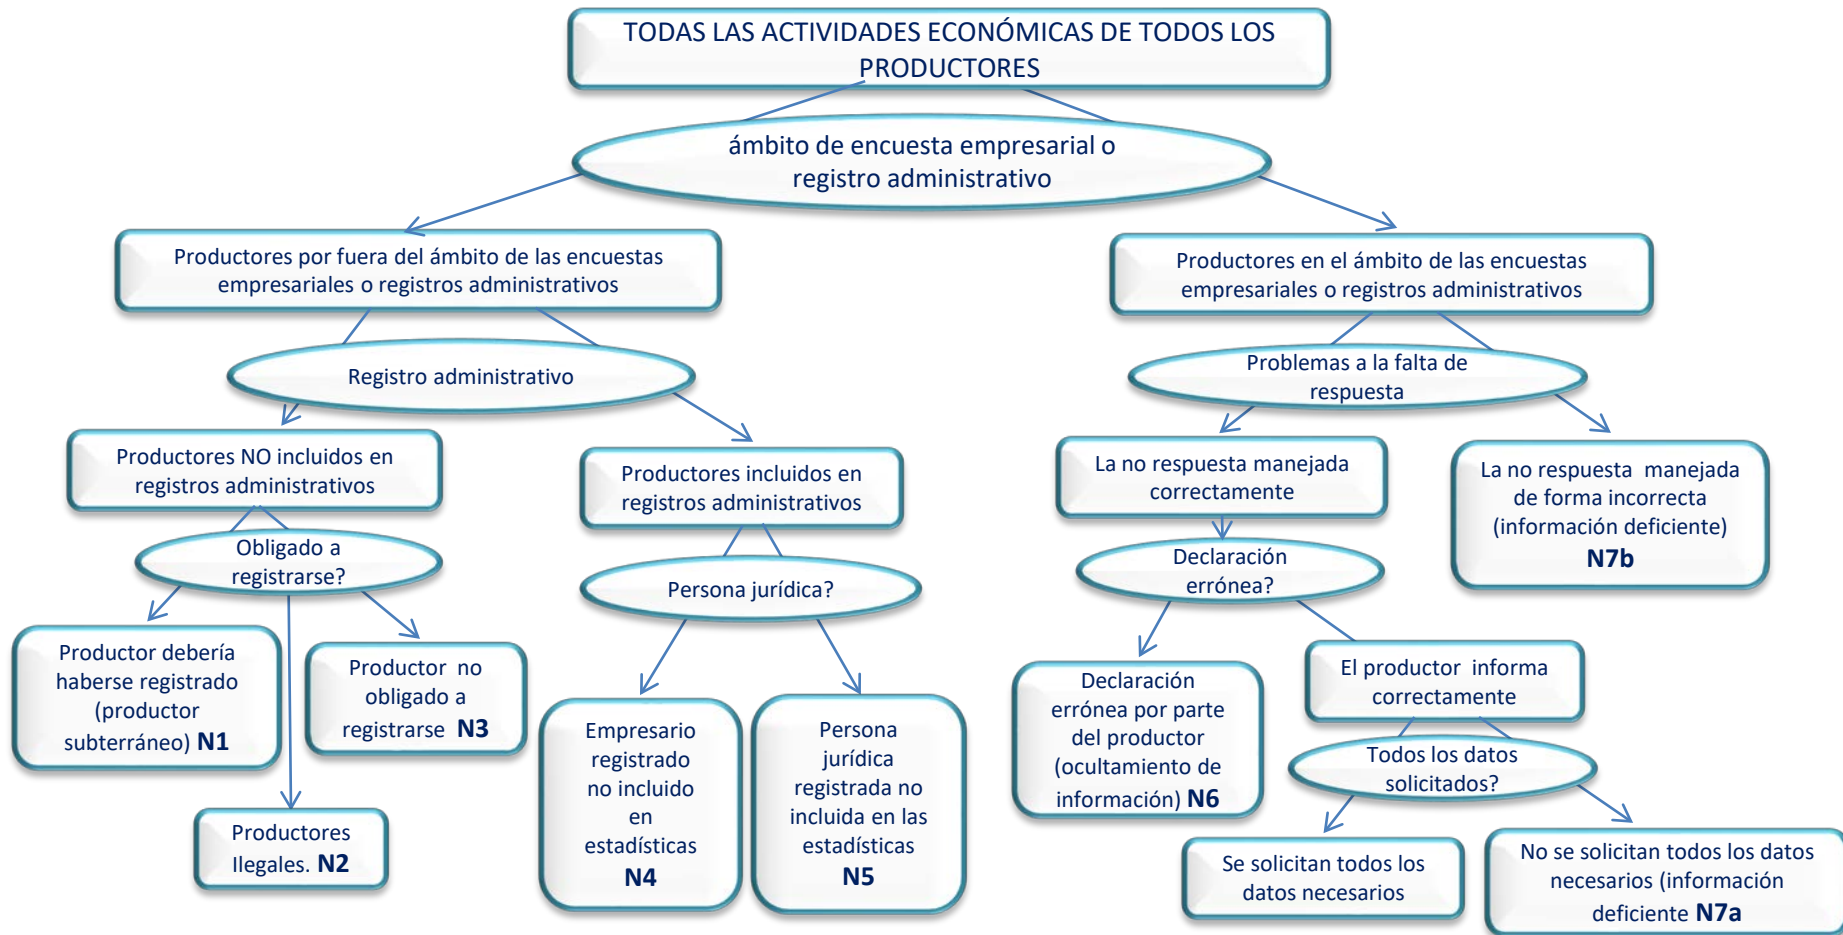 TODAS LAS ACTIVIDADES ECONÓMICAS DE TODOS LOS
PRODUCTORES
ámbito de encuesta empresarial o
registro administrativo
Productores por fuera del ámbito de las encuestas
empresariales o registros administrativos
Productores en el ámbito de las encuestas
empresariales o registros administrativos
Registro administrativo
Problemas a la falta de
respuesta
Productores NO incluidos en
registros administrativos
Productores incluidos en
registros administrativos
La no respuesta manejada
correctamente
La no respuesta manejada
de forma incorrecta
(información deficiente)
N7b
Obligado a
registrarse?
Persona jurídica?
Declaración
errónea?
Productor debería
haberse registrado
(productor
subterráneo) N1
Productor no
obligado a
registrarse N3
Productores
Ilegales. N2
Empresario
registrado
no incluido
en
estadísticas
N4
Persona
jurídica
registrada no
incluida en las
estadísticas
N5
Declaración
errónea por parte
del productor
(ocultamiento de
información) N6
El productor informa
correctamente
Todos los datos
solicitados?
Se solicitan todos los
datos necesarios
No se solicitan todos los datos
necesarios (información
deficiente N7a